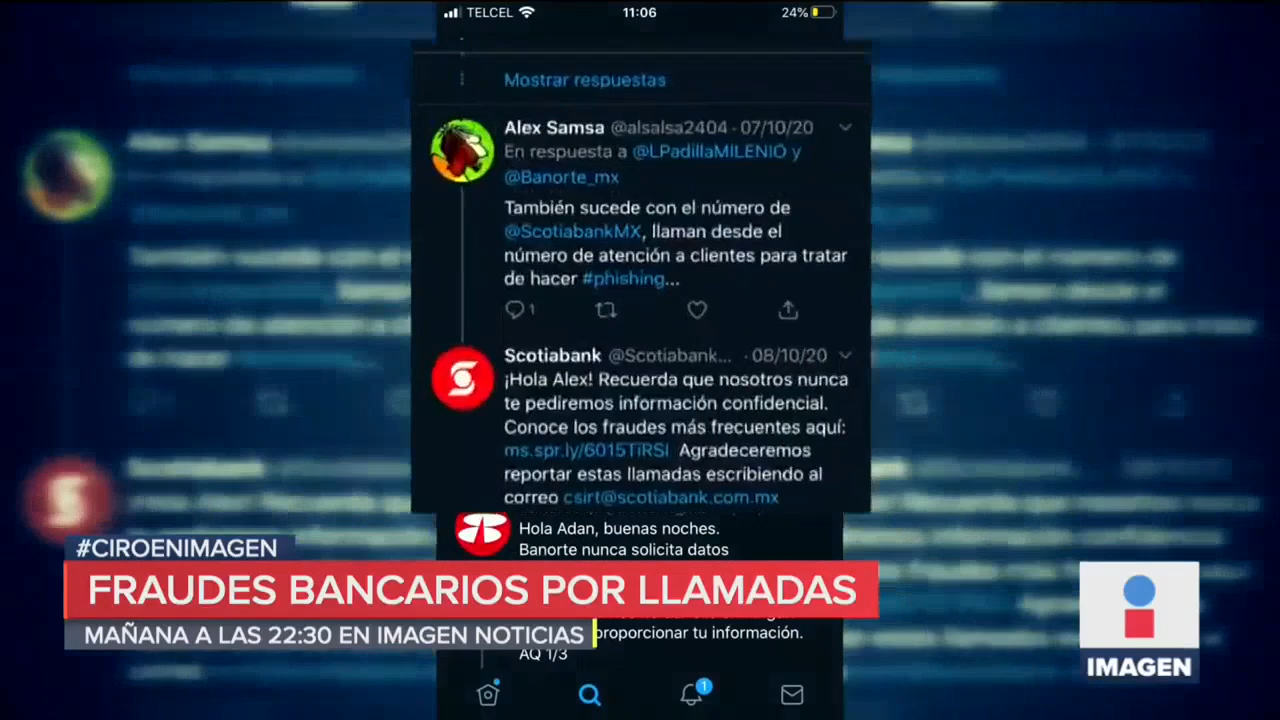 TELCEL
11:06
24%
Mostrar respuestas
Alex Samsa @alsalsa2404 · 07/10/20
En respuesta a @LPadillaMILENIO y
@Banorte_mx
También sucede con el número de
@ScotiabankMX, llaman desde el
número de atención a clientes para tratar
de hacer #phishing...
1
Scotiabank @Scotiabank... · 08/10/20
¡Hola Alex! Recuerda que nosotros nunca
te pediremos información confidencial.
Conoce los fraudes más frecuentes aquí:
ms.spr.ly/6015TiRSl Agradeceremos
reportar estas llamadas escribiendo al
correo csirt@scotiabank.com.mx
Hola Adan, buenas noches.
Banorte nunca solicita datos
#CIROENIMAGEN
FRAUDES BANCARIOS POR LLAMADAS
MAÑANA A LAS 22:30 EN IMAGEN NOTICIAS
proporcionar tu información.
AQ 1/3
1
IMAGEN